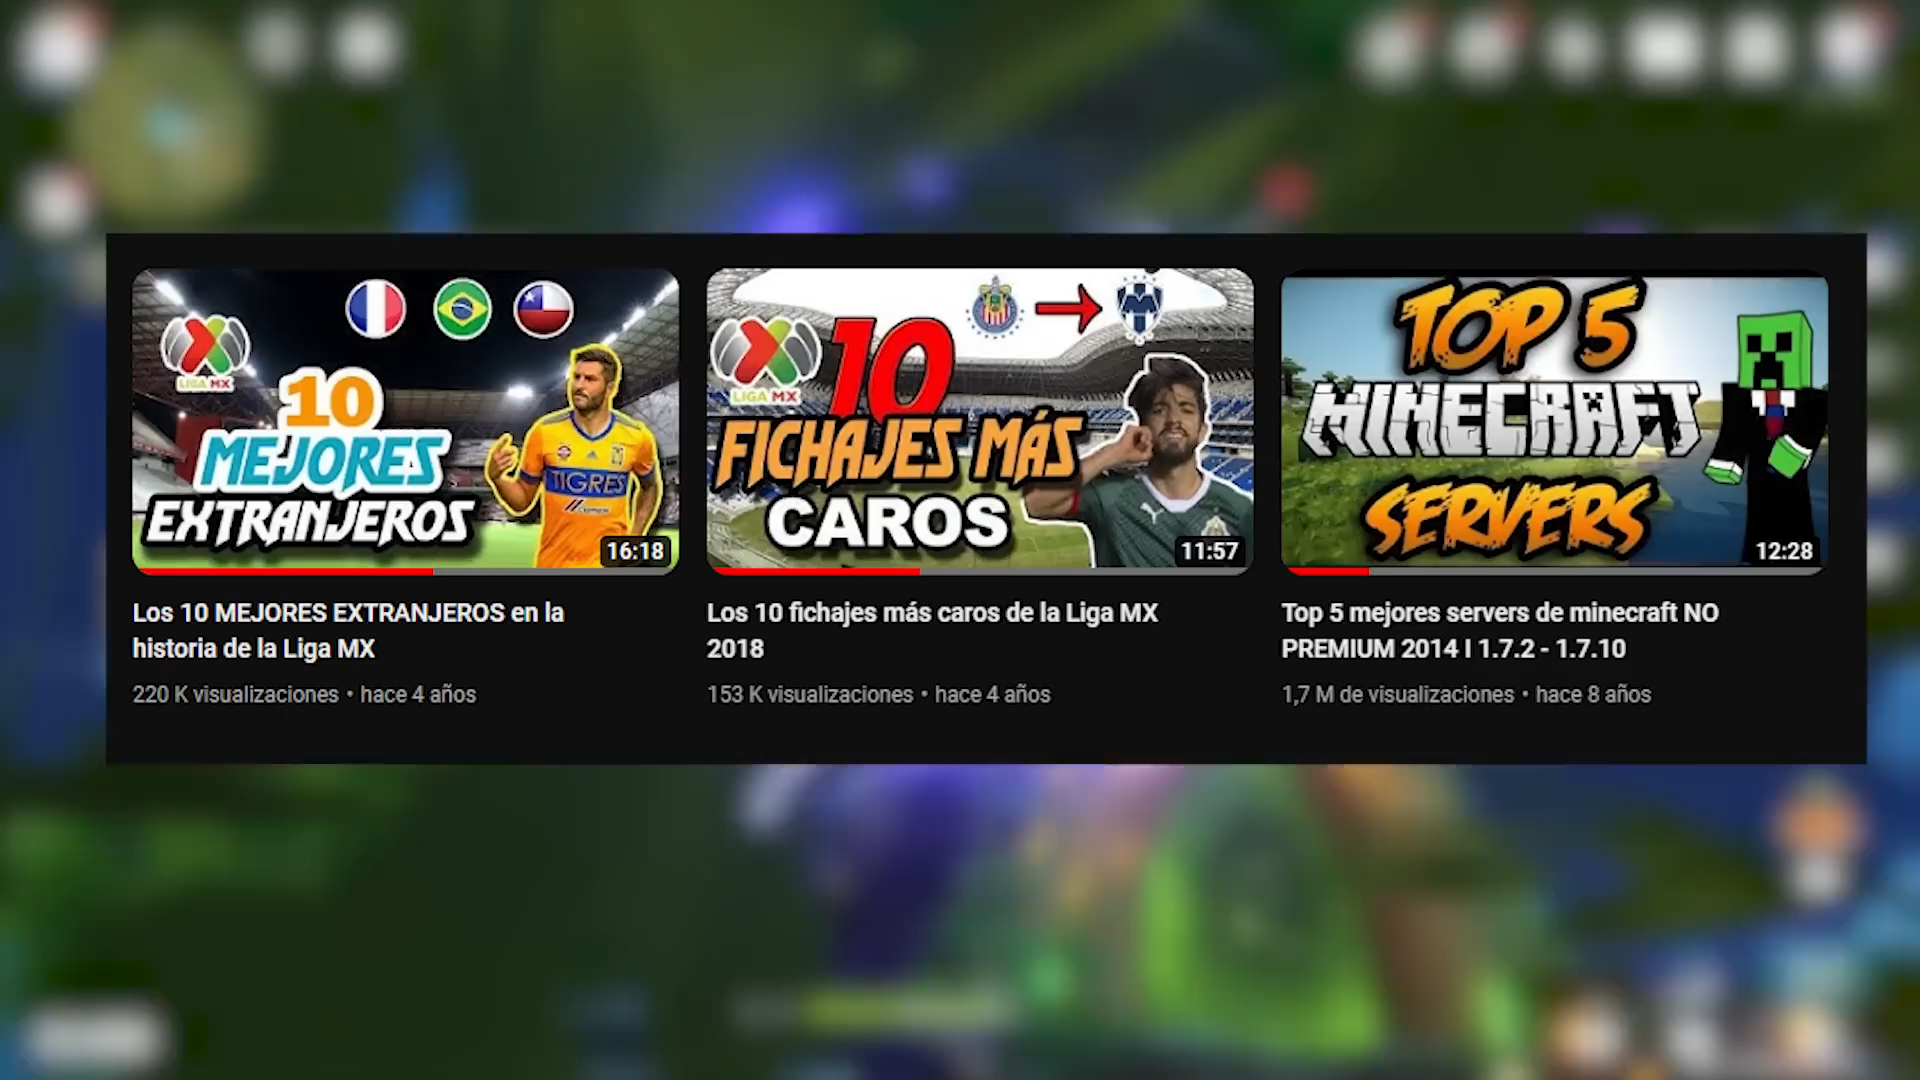 LIGA MX
10
MEJORES
EXTRANJEROS
TIGRES
16:18
LIGA MX
10
FICHAJES MÁS
CAROS
11:57
TOP 5
MINECRAFT
SERVERS
12:28
Los 10 MEJORES EXTRANJEROS en la
historia de la Liga MX
220 K visualizaciones • hace 4 años
Los 10 fichajes más caros de la Liga MX
2018
153 K visualizaciones • hace 4 años
Top 5 mejores servers de minecraft NO
PREMIUM 2014 I 1.7.2 - 1.7.10
1,7 M de visualizaciones • hace 8 años